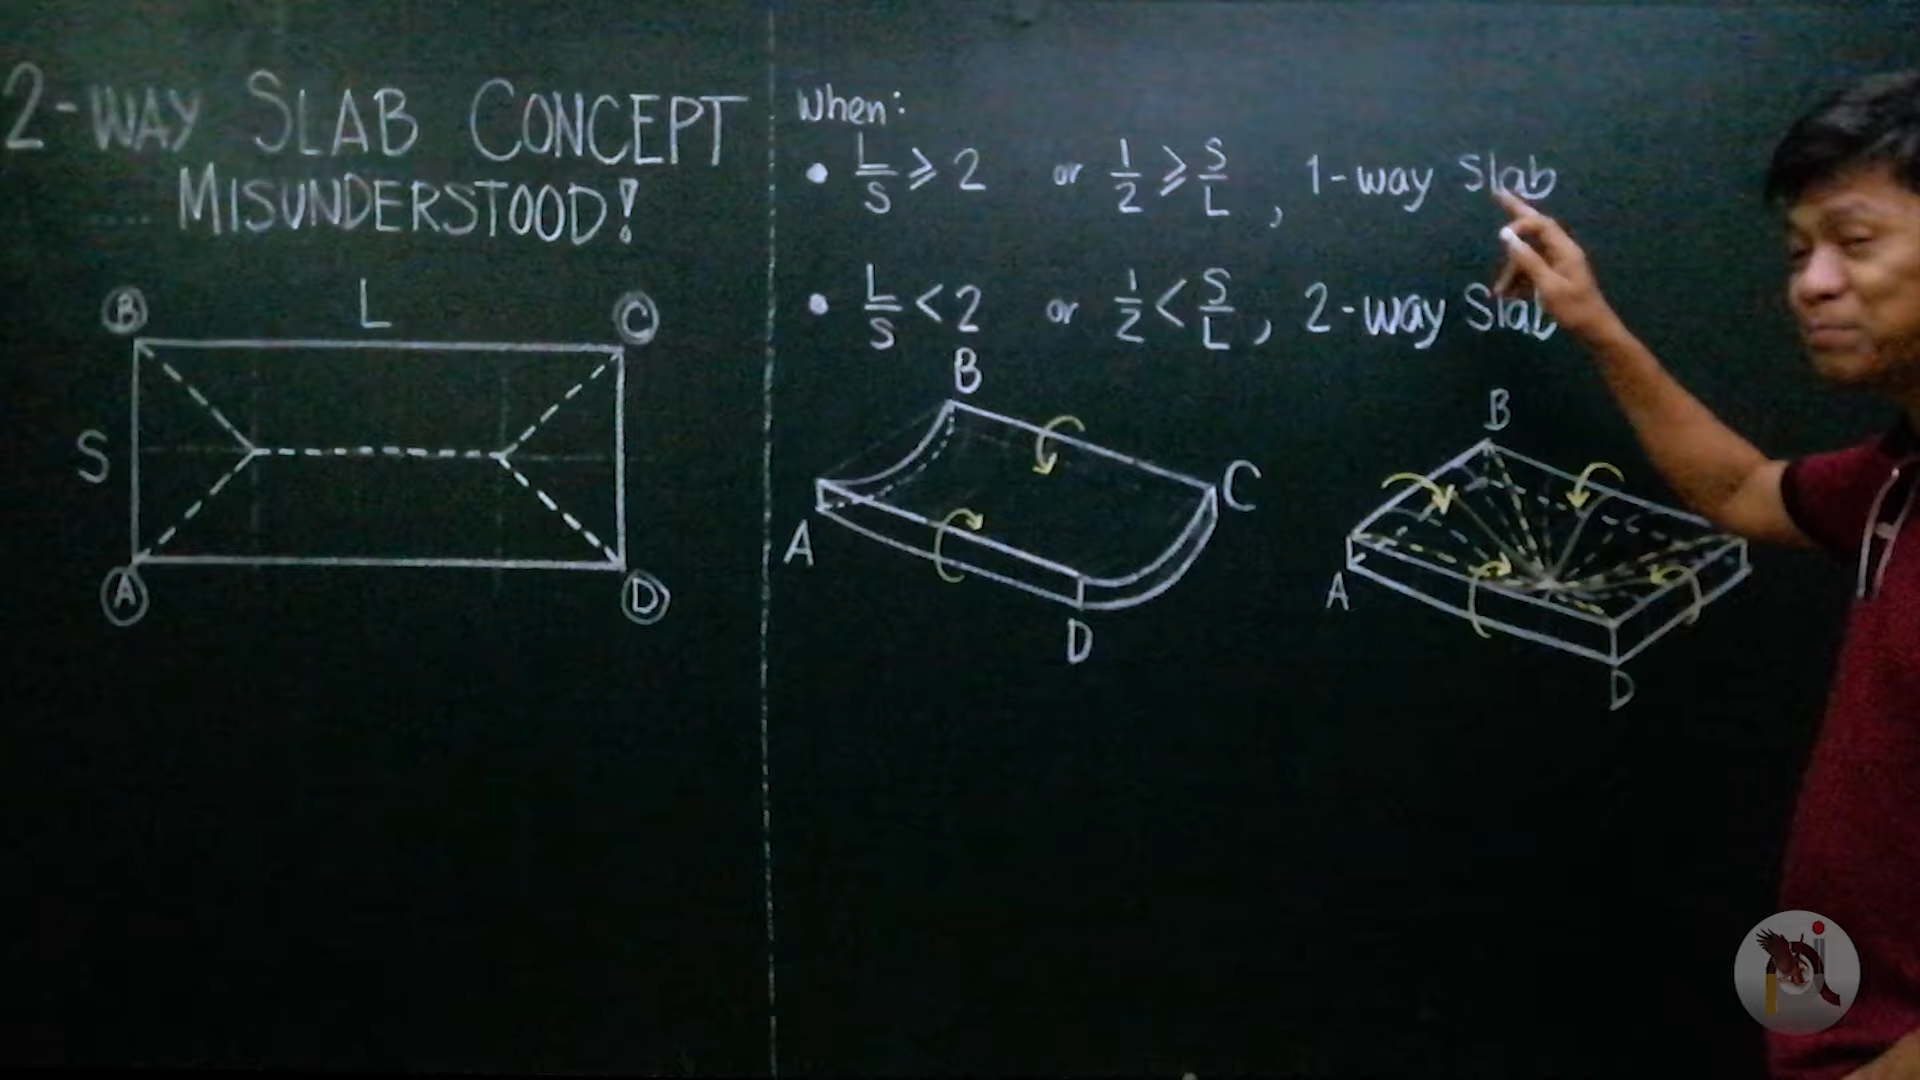 2-WAY SLAB CONCEPT
MISUNDERSTOOD!
B L C
S
A D
When:
• L/S ⩾ 2 or 1/2 ⩾ S/L, 1-way Slab
• L/S < 2 or 1/2 < S/L, 2-way Slab
B
A
C
D
B
A
D